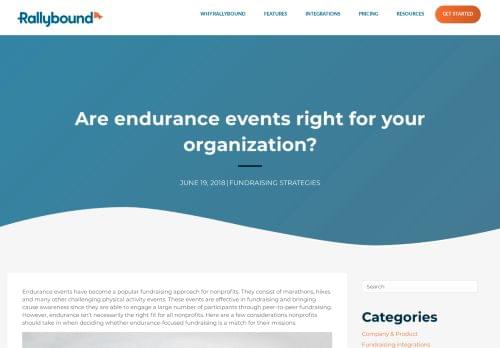 Rallybound
WHY RALLYBOUND
FEATURES
INTEGRATIONS
PRICING
RESOURCES
GET STARTED
Are endurance events right for your
organization?
JUNE 19, 2018 | FUNDRAISING STRATEGIES
Endurance events have become a popular fundraising approach for nonprofits. They consist of marathons, hikes
and many other challenging physical activity events. These events are effective in fundraising and bringing
cause awareness since they are able to engage a large number of participants through peer-to-peer fundraising.
However, endurance isn't necessarily the right fit for all nonprofits. Here are a few considerations nonprofits
should take in when deciding whether endurance-focused fundraising is a match for their missions.
Search
Categories
Company & Product
Fundraising Integrations